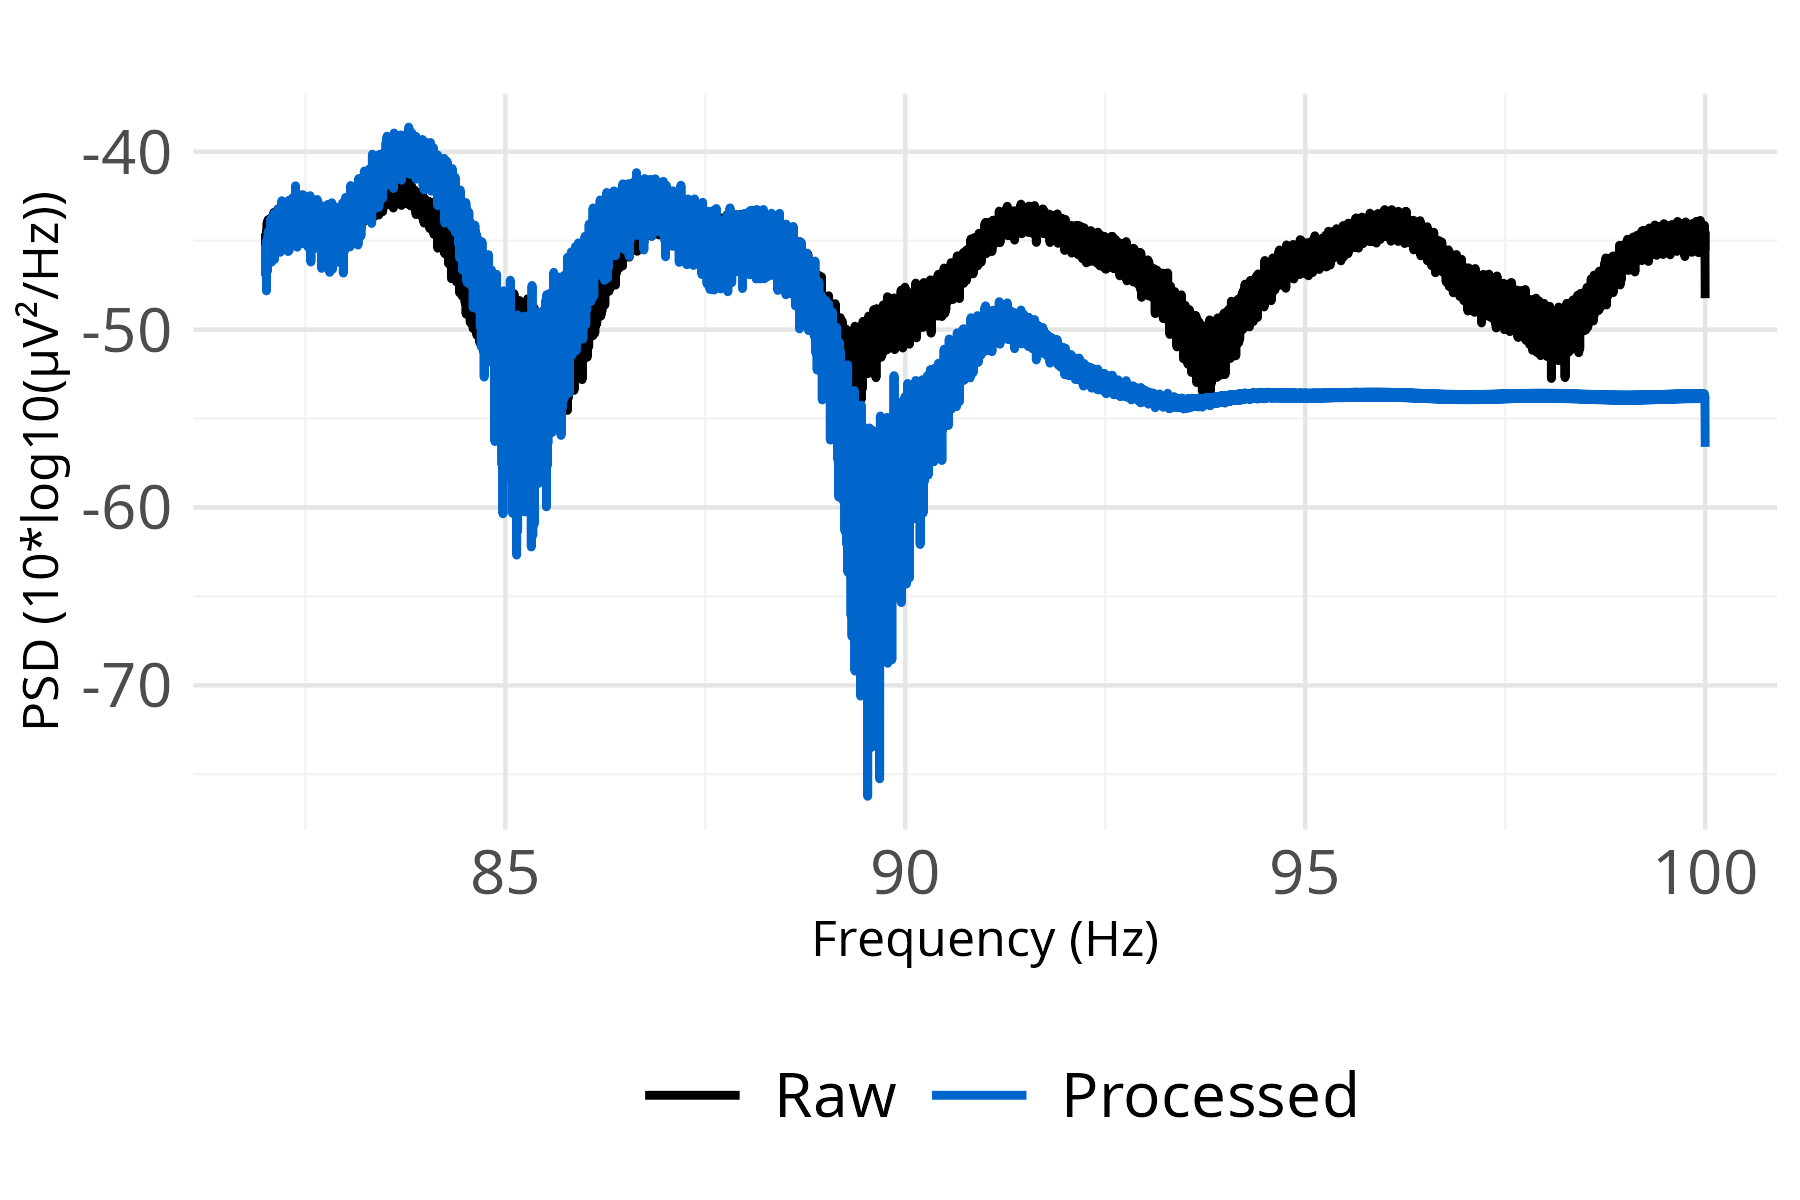 -40
-50
-60
-70
PSD (10*log10(µV²/Hz))
85 90 95 100
Frequency (Hz)
Raw Processed